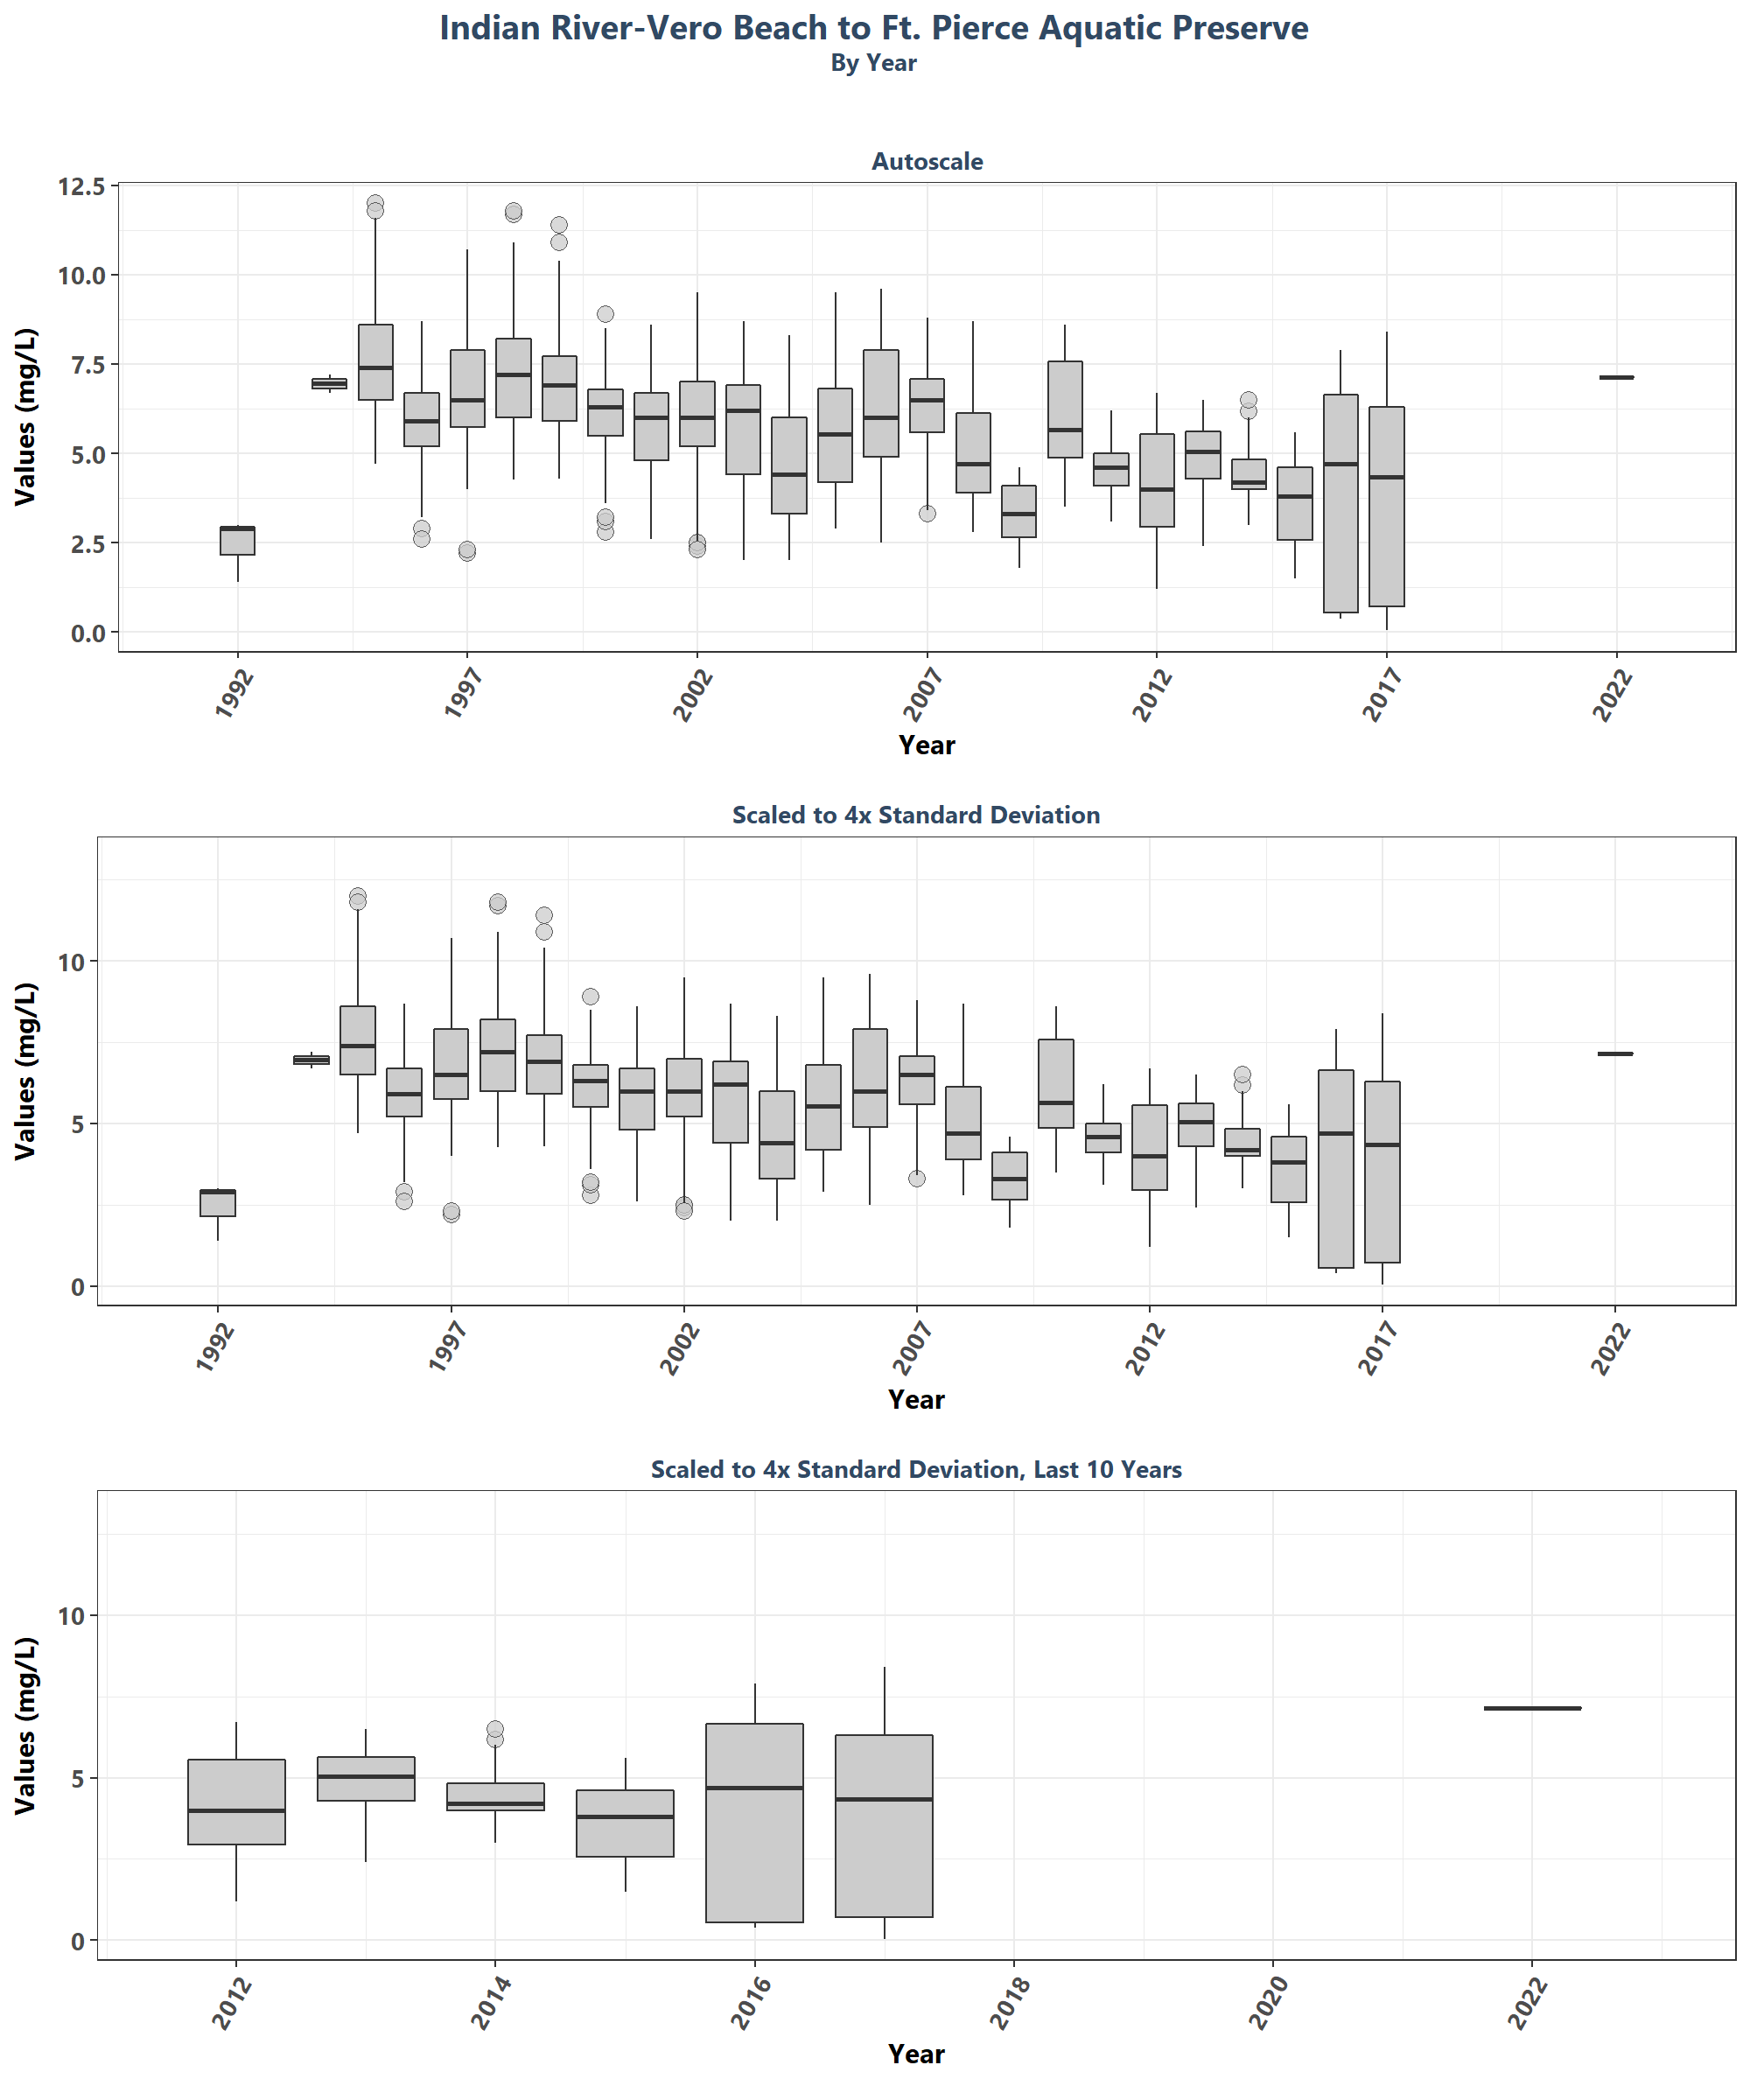 Indian River-Vero Beach to Ft. Pierce Aquatic Preserve
By Year
Autoscale
Values (mg/L)
12.5
10.0
7.5
5.0
2.5
0.0
1992
1997
2002
2007
2012
2017
2022
Year
Scaled to 4x Standard Deviation
Values (mg/L)
10
5
0
1992
1997
2002
2007
2012
2017
2022
Year
Scaled to 4x Standard Deviation, Last 10 Years
Values (mg/L)
10
5
0
2012
2014
2016
2018
2020
2022
Year